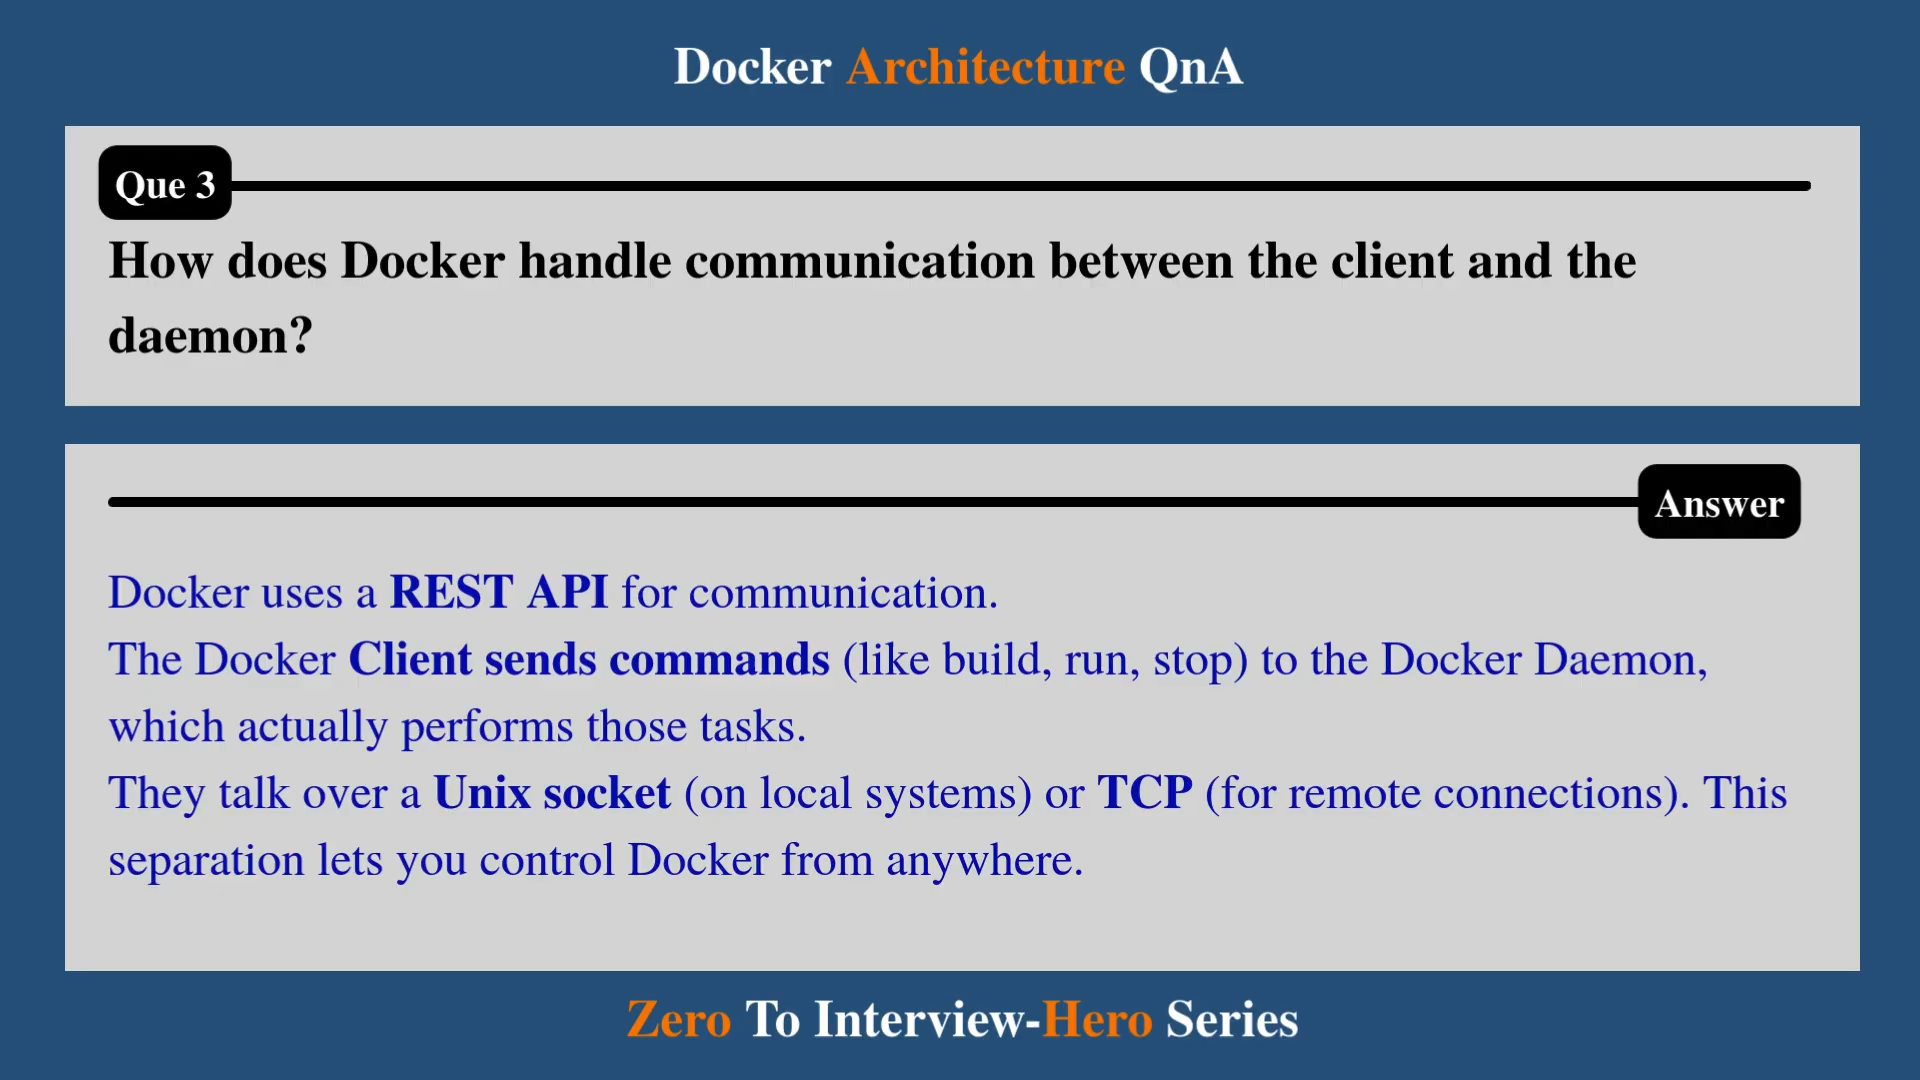 Docker Architecture QnA
Que 3
How does Docker handle communication between the client and the
daemon?
Answer
Docker uses a REST API for communication.
The Docker Client sends commands (like build, run, stop) to the Docker Daemon,
which actually performs those tasks.
They talk over a Unix socket (on local systems) or TCP (for remote connections). This
separation lets you control Docker from anywhere.
Zero To Interview-Hero Series